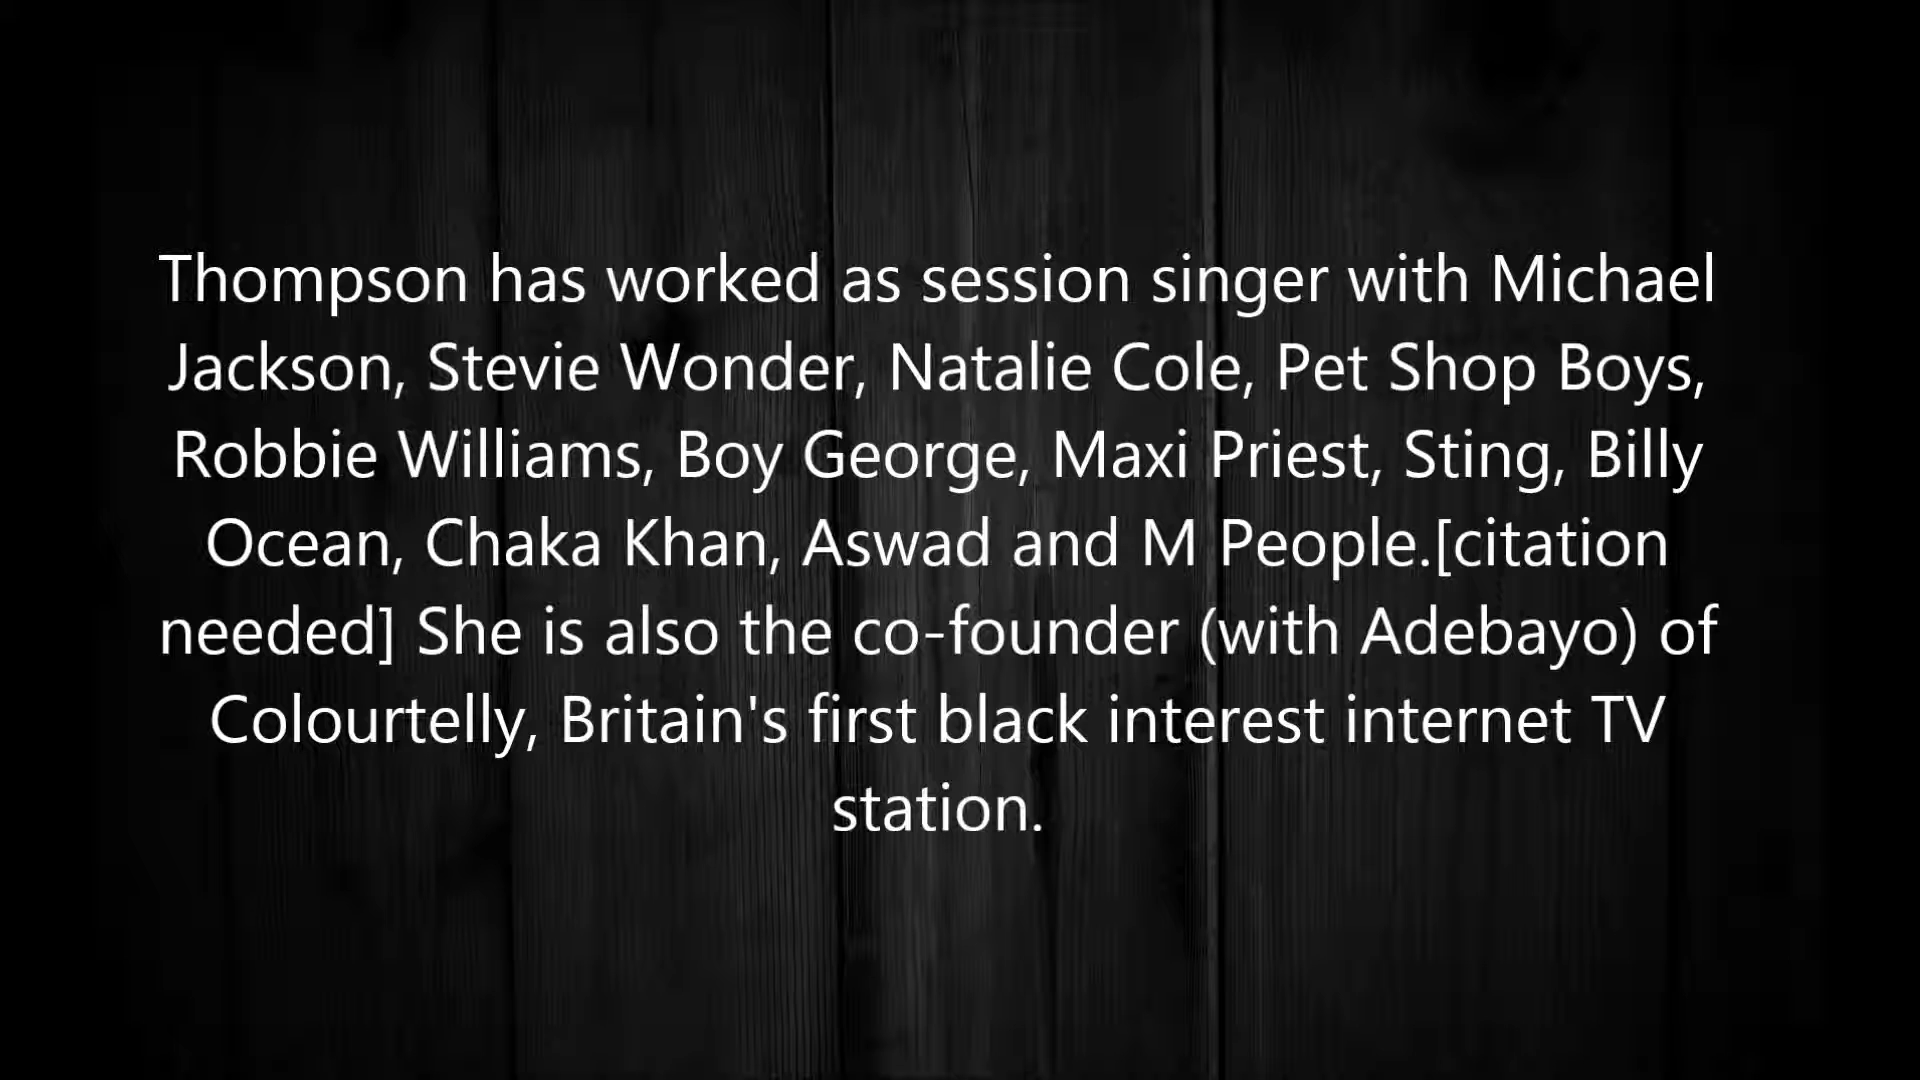 Thompson has worked as session singer with Michael
Jackson, Stevie Wonder, Natalie Cole, Pet Shop Boys,
Robbie Williams, Boy George, Maxi Priest, Sting, Billy
Ocean, Chaka Khan, Aswad and M People.[citation
needed] She is also the co-founder (with Adebayo) of
Colourtelly, Britain's first black interest internet TV
station.